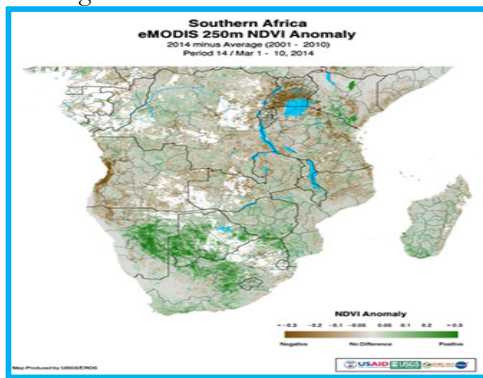 Southern Africa
eMODIS 250m NDVI Anomaly
2014 minus Average (2001 - 2010)
Period 14 / Mar 1 - 10, 2014
NDVI Anomaly
< -0.3 -0.2 -0.1 -0.05 0.05 0.1 0.2 > 0.3
Negative No Difference Positive
Map Produced by USGS/EROS
USAID USGS